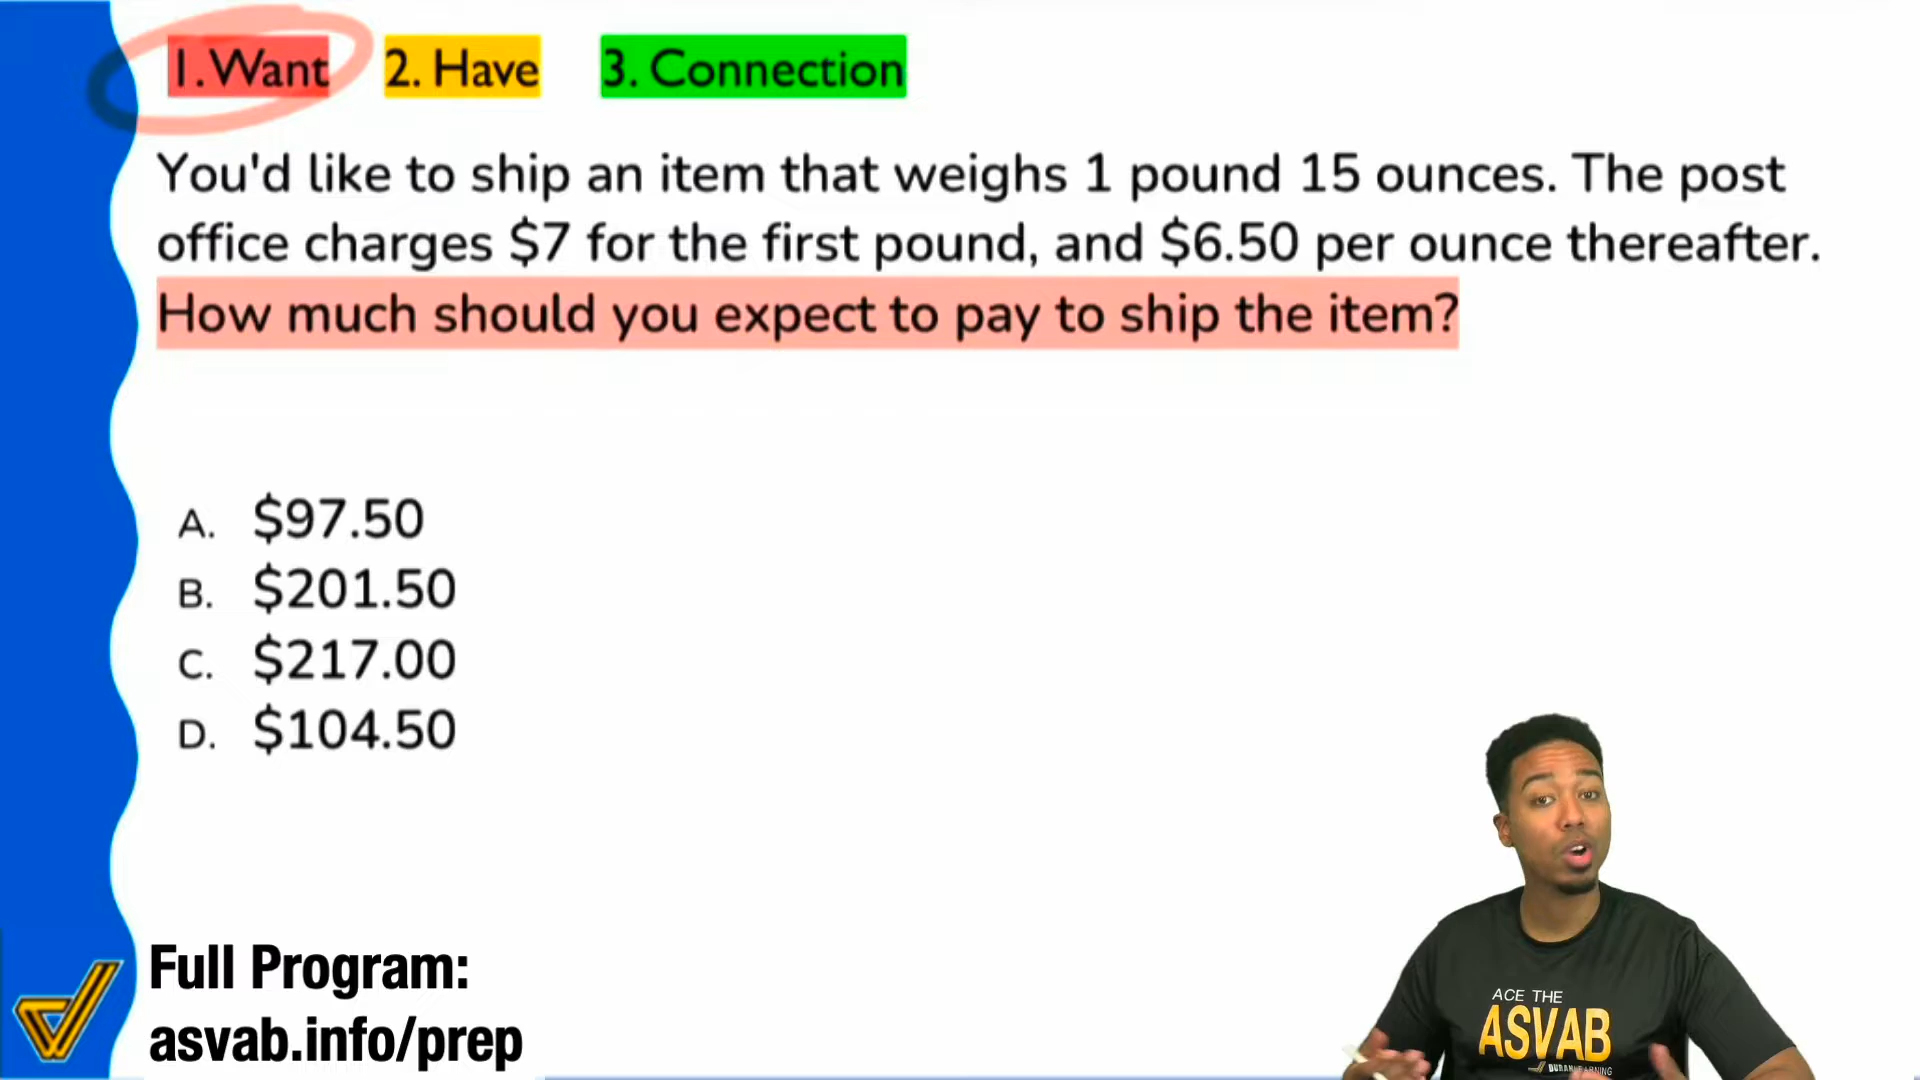 1. Want 2. Have 3. Connection
You'd like to ship an item that weighs 1 pound 15 ounces. The post
office charges $7 for the first pound, and $6.50 per ounce thereafter.
How much should you expect to pay to ship the item?
A. $97.50
B. $201.50
C. $217.00
D. $104.50
Full Program:
asvab.info/prep
ACE THE
ASVAB